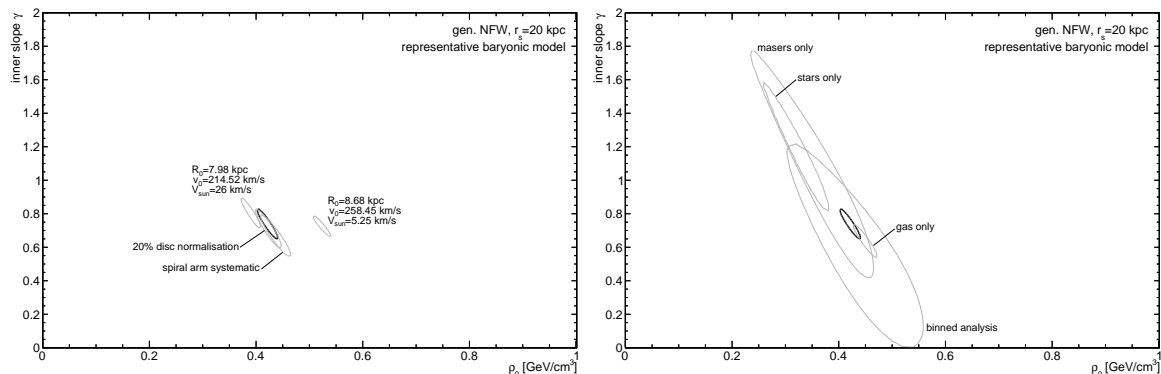 gen. NFW, r_s=20 kpc
representative baryonic model
inner slope γ
2
1.8
1.6
1.4
1.2
1
0.8
0.6
0.4
0.2
0
R_0=7.98 kpc
v_0=214.52 km/s
V_sun=26 km/s
R_0=8.68 kpc
v_0=258.45 km/s
V_sun=5.25 km/s
20% disc normalisation
spiral arm systematic
0 0.2 0.4 0.6 0.8 1
ρ_0 [GeV/cm³]
gen. NFW, r_s=20 kpc
representative baryonic model
inner slope γ
2
1.8
1.6
1.4
1.2
1
0.8
0.6
0.4
0.2
0
masers only
stars only
gas only
binned analysis
0 0.2 0.4 0.6 0.8 1
ρ_0 [GeV/cm³]